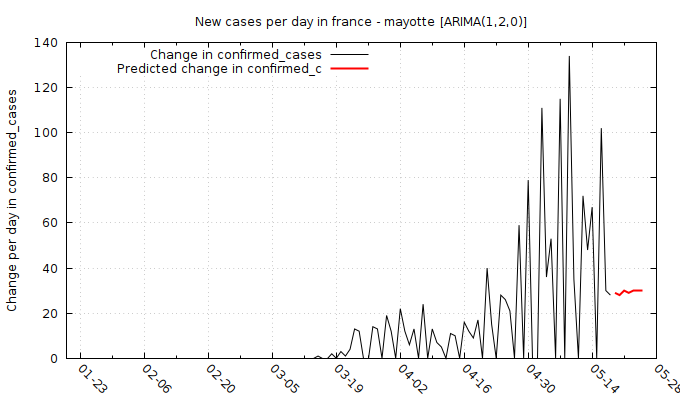 New cases per day in france - mayotte [ARIMA(1,2,0)]
Change in confirmed_cases
Predicted change in confirmed_c
Change per day in confirmed_cases
140
120
100
80
60
40
20
0
01-23 02-06 02-20 03-05 03-19 04-02 04-16 04-30 05-14 05-28